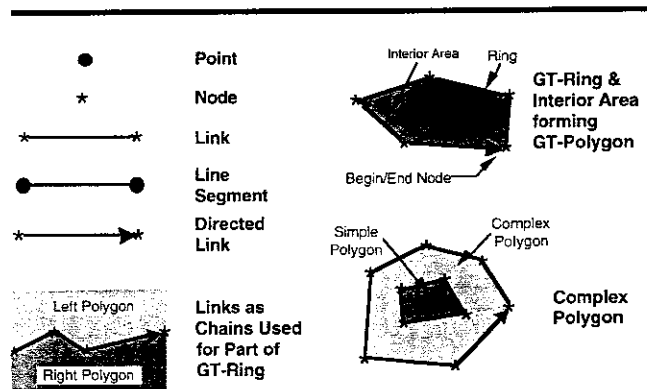 Point
Node
Link
Line
Segment
Directed
Link
Left Polygon
Right Polygon
Links as
Chains Used
for Part of
GT-Ring
Interior Area
Ring
Begin/End Node
GT-Ring &
Interior Area
forming
GT-Polygon
Simple
Polygon
Complex
Polygon
Complex
Polygon